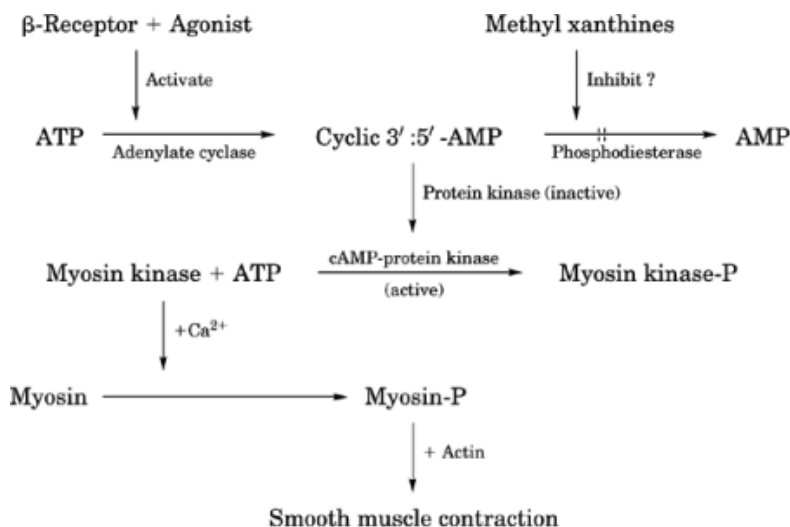 β-Receptor + Agonist
Methyl xanthines
Activate
Inhibit ?
ATP
Adenylate cyclase
Cyclic 3′ :5′ -AMP
Phosphodiesterase
AMP
Protein kinase (inactive)
Myosin kinase + ATP
cAMP-protein kinase
(active)
Myosin kinase-P
+Ca²⁺
Myosin
Myosin-P
+ Actin
Smooth muscle contraction